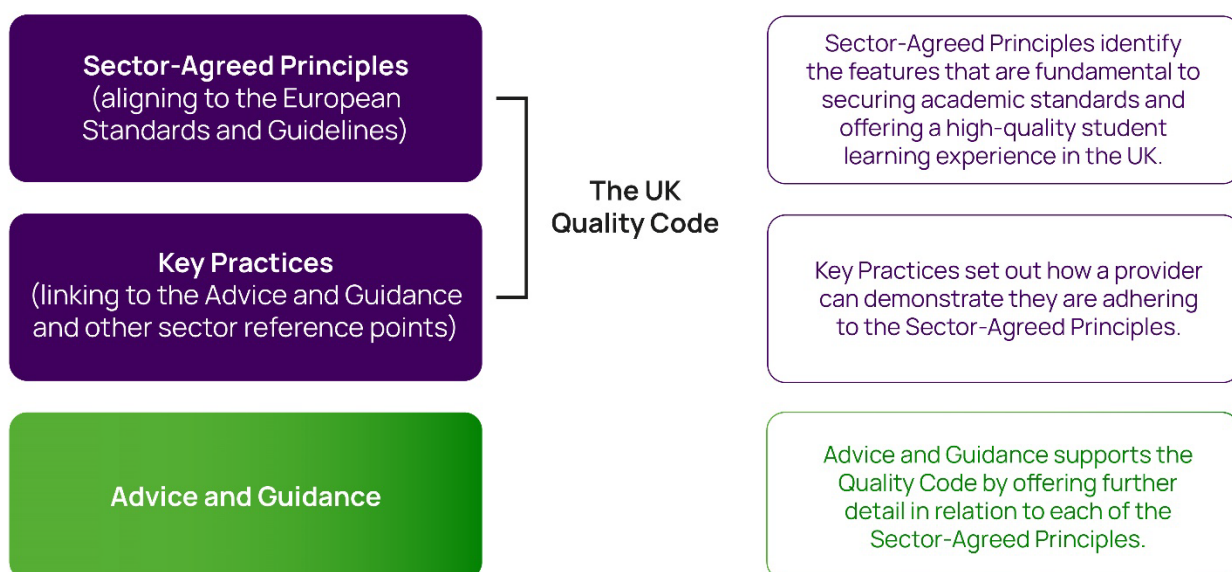 Sector-Agreed Principles
(aligning to the European
Standards and Guidelines)
Sector-Agreed Principles identify
the features that are fundamental to
securing academic standards and
offering a high-quality student
learning experience in the UK.
The UK
Quality Code
Key Practices
(linking to the Advice and Guidance
and other sector reference points)
Key Practices set out how a provider
can demonstrate they are adhering
to the Sector-Agreed Principles.
Advice and Guidance
Advice and Guidance supports the
Quality Code by offering further
detail in relation to each of the
Sector-Agreed Principles.